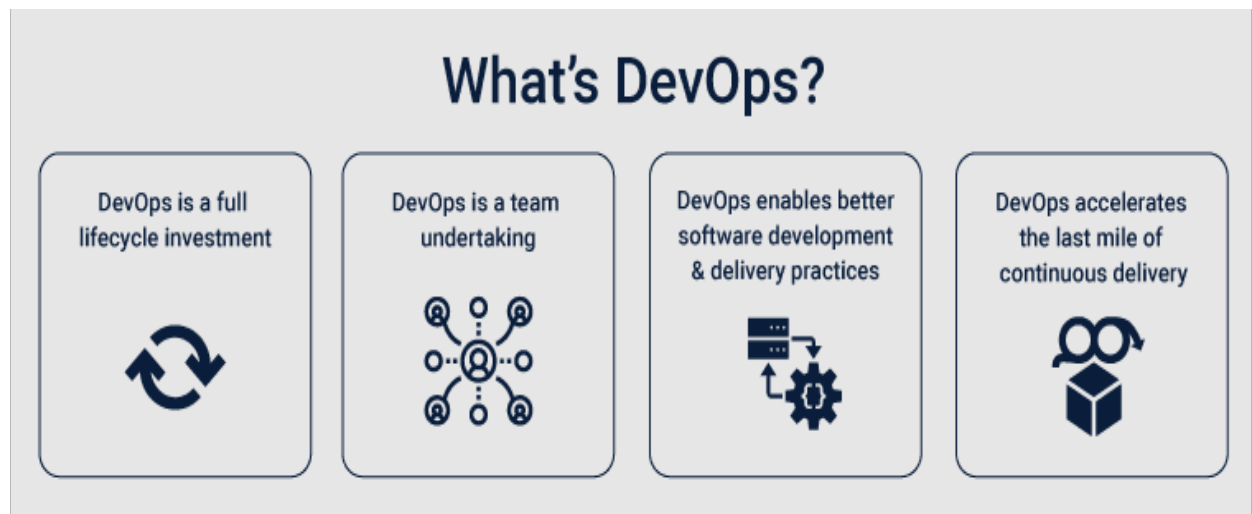 What's DevOps?
DevOps is a full
lifecycle investment
DevOps is a team
undertaking
DevOps enables better
software development
& delivery practices
{}
DevOps accelerates
the last mile of
continuous delivery